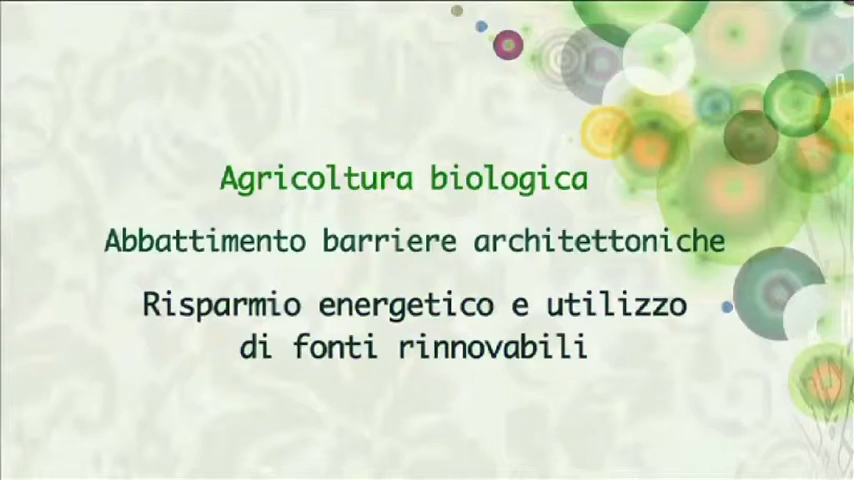 Agricoltura biologica
Abbattimento barriere architettoniche
Risparmio energetico e utilizzo
di fonti rinnovabili